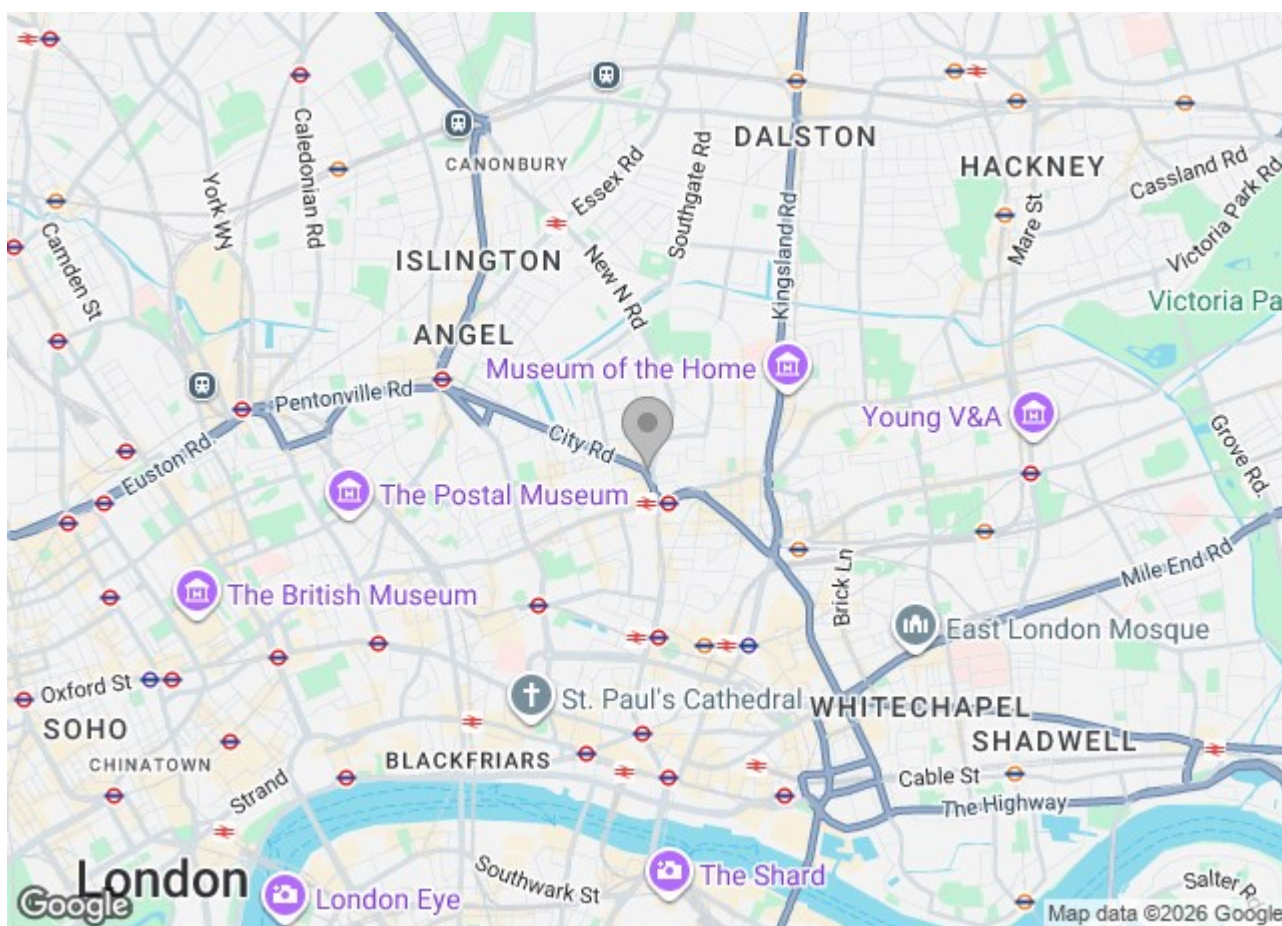 DALSTON
HACKNEY
CANONBURY
Essex Rd
Southgate Rd
Cassland Rd
Victoria Park Rd
Caledonian Rd
York Wy
Camden St
Mare St
Kingsland Rd
ISLINGTON
New N Rd
Victoria Pa
ANGEL
Museum of the Home
Pentonville Rd
Young V&A
City Rd
Grove Rd.
Euston Rd.
The Postal Museum
Mile End Rd
Brick Ln
The British Museum
East London Mosque
Oxford St
St. Paul's Cathedral
WHITECHAPEL
SOHO
SHADWELL
CHINATOWN
BLACKFRIARS
Cable St
Strand
The Highway
London
Southwark St
The Shard
Salter Rd
London Eye
Google
Map data ©2026 Google